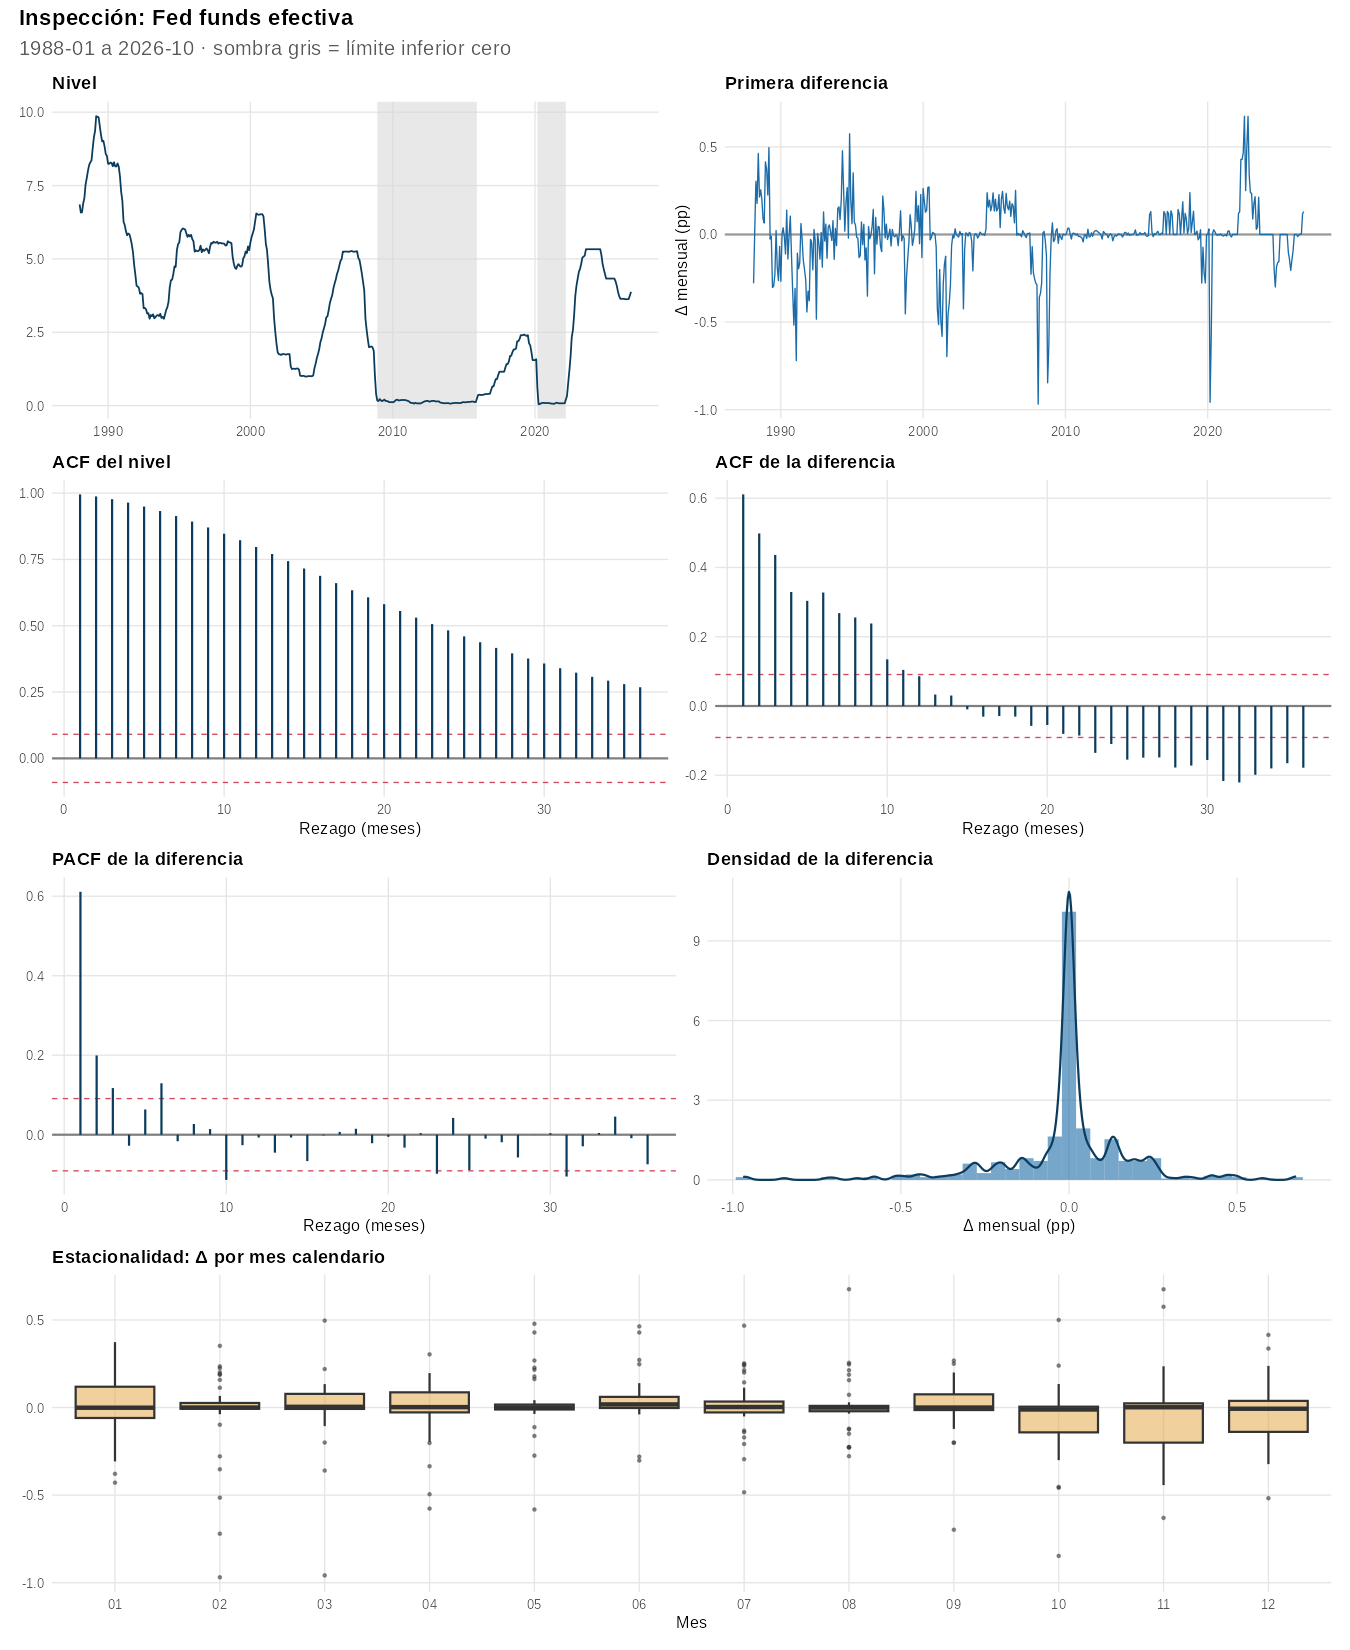 Inspección: Fed funds efectiva
1988-01 a 2026-10 · sombra gris = límite inferior cero
Nivel
10.0
7.5
5.0
2.5
0.0
1990 2000 2010 2020
Primera diferencia
Δ mensual (pp)
0.5
0.0
-0.5
-1.0
1990 2000 2010 2020
ACF del nivel
1.00
0.75
0.50
0.25
0.00
0 10 20 30
Rezago (meses)
ACF de la diferencia
0.6
0.4
0.2
0.0
-0.2
0 10 20 30
Rezago (meses)
PACF de la diferencia
0.6
0.4
0.2
0.0
0 10 20 30
Rezago (meses)
Densidad de la diferencia
9
6
3
0
-1.0 -0.5 0.0 0.5
Δ mensual (pp)
Estacionalidad: Δ por mes calendario
0.5
0.0
-0.5
-1.0
01 02 03 04 05 06 07 08 09 10 11 12
Mes